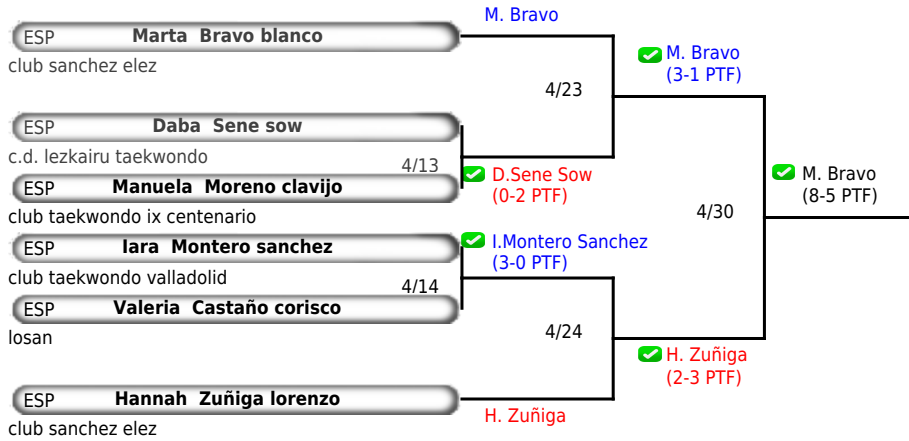 M. Bravo
ESP Marta Bravo blanco
club sanchez elez
M. Bravo
(3-1 PTF)
4/23
ESP Daba Sene sow
c.d. lezkairu taekwondo
4/13
D.Sene Sow
(0-2 PTF)
M. Bravo
(8-5 PTF)
ESP Manuela Moreno clavijo
club taekwondo ix centenario
4/30
ESP Iara Montero sanchez
I.Montero Sanchez
(3-0 PTF)
club taekwondo valladolid
4/14
ESP Valeria Castaño corisco
losan
4/24
H. Zuñiga
(2-3 PTF)
ESP Hannah Zuñiga lorenzo
H. Zuñiga
club sanchez elez